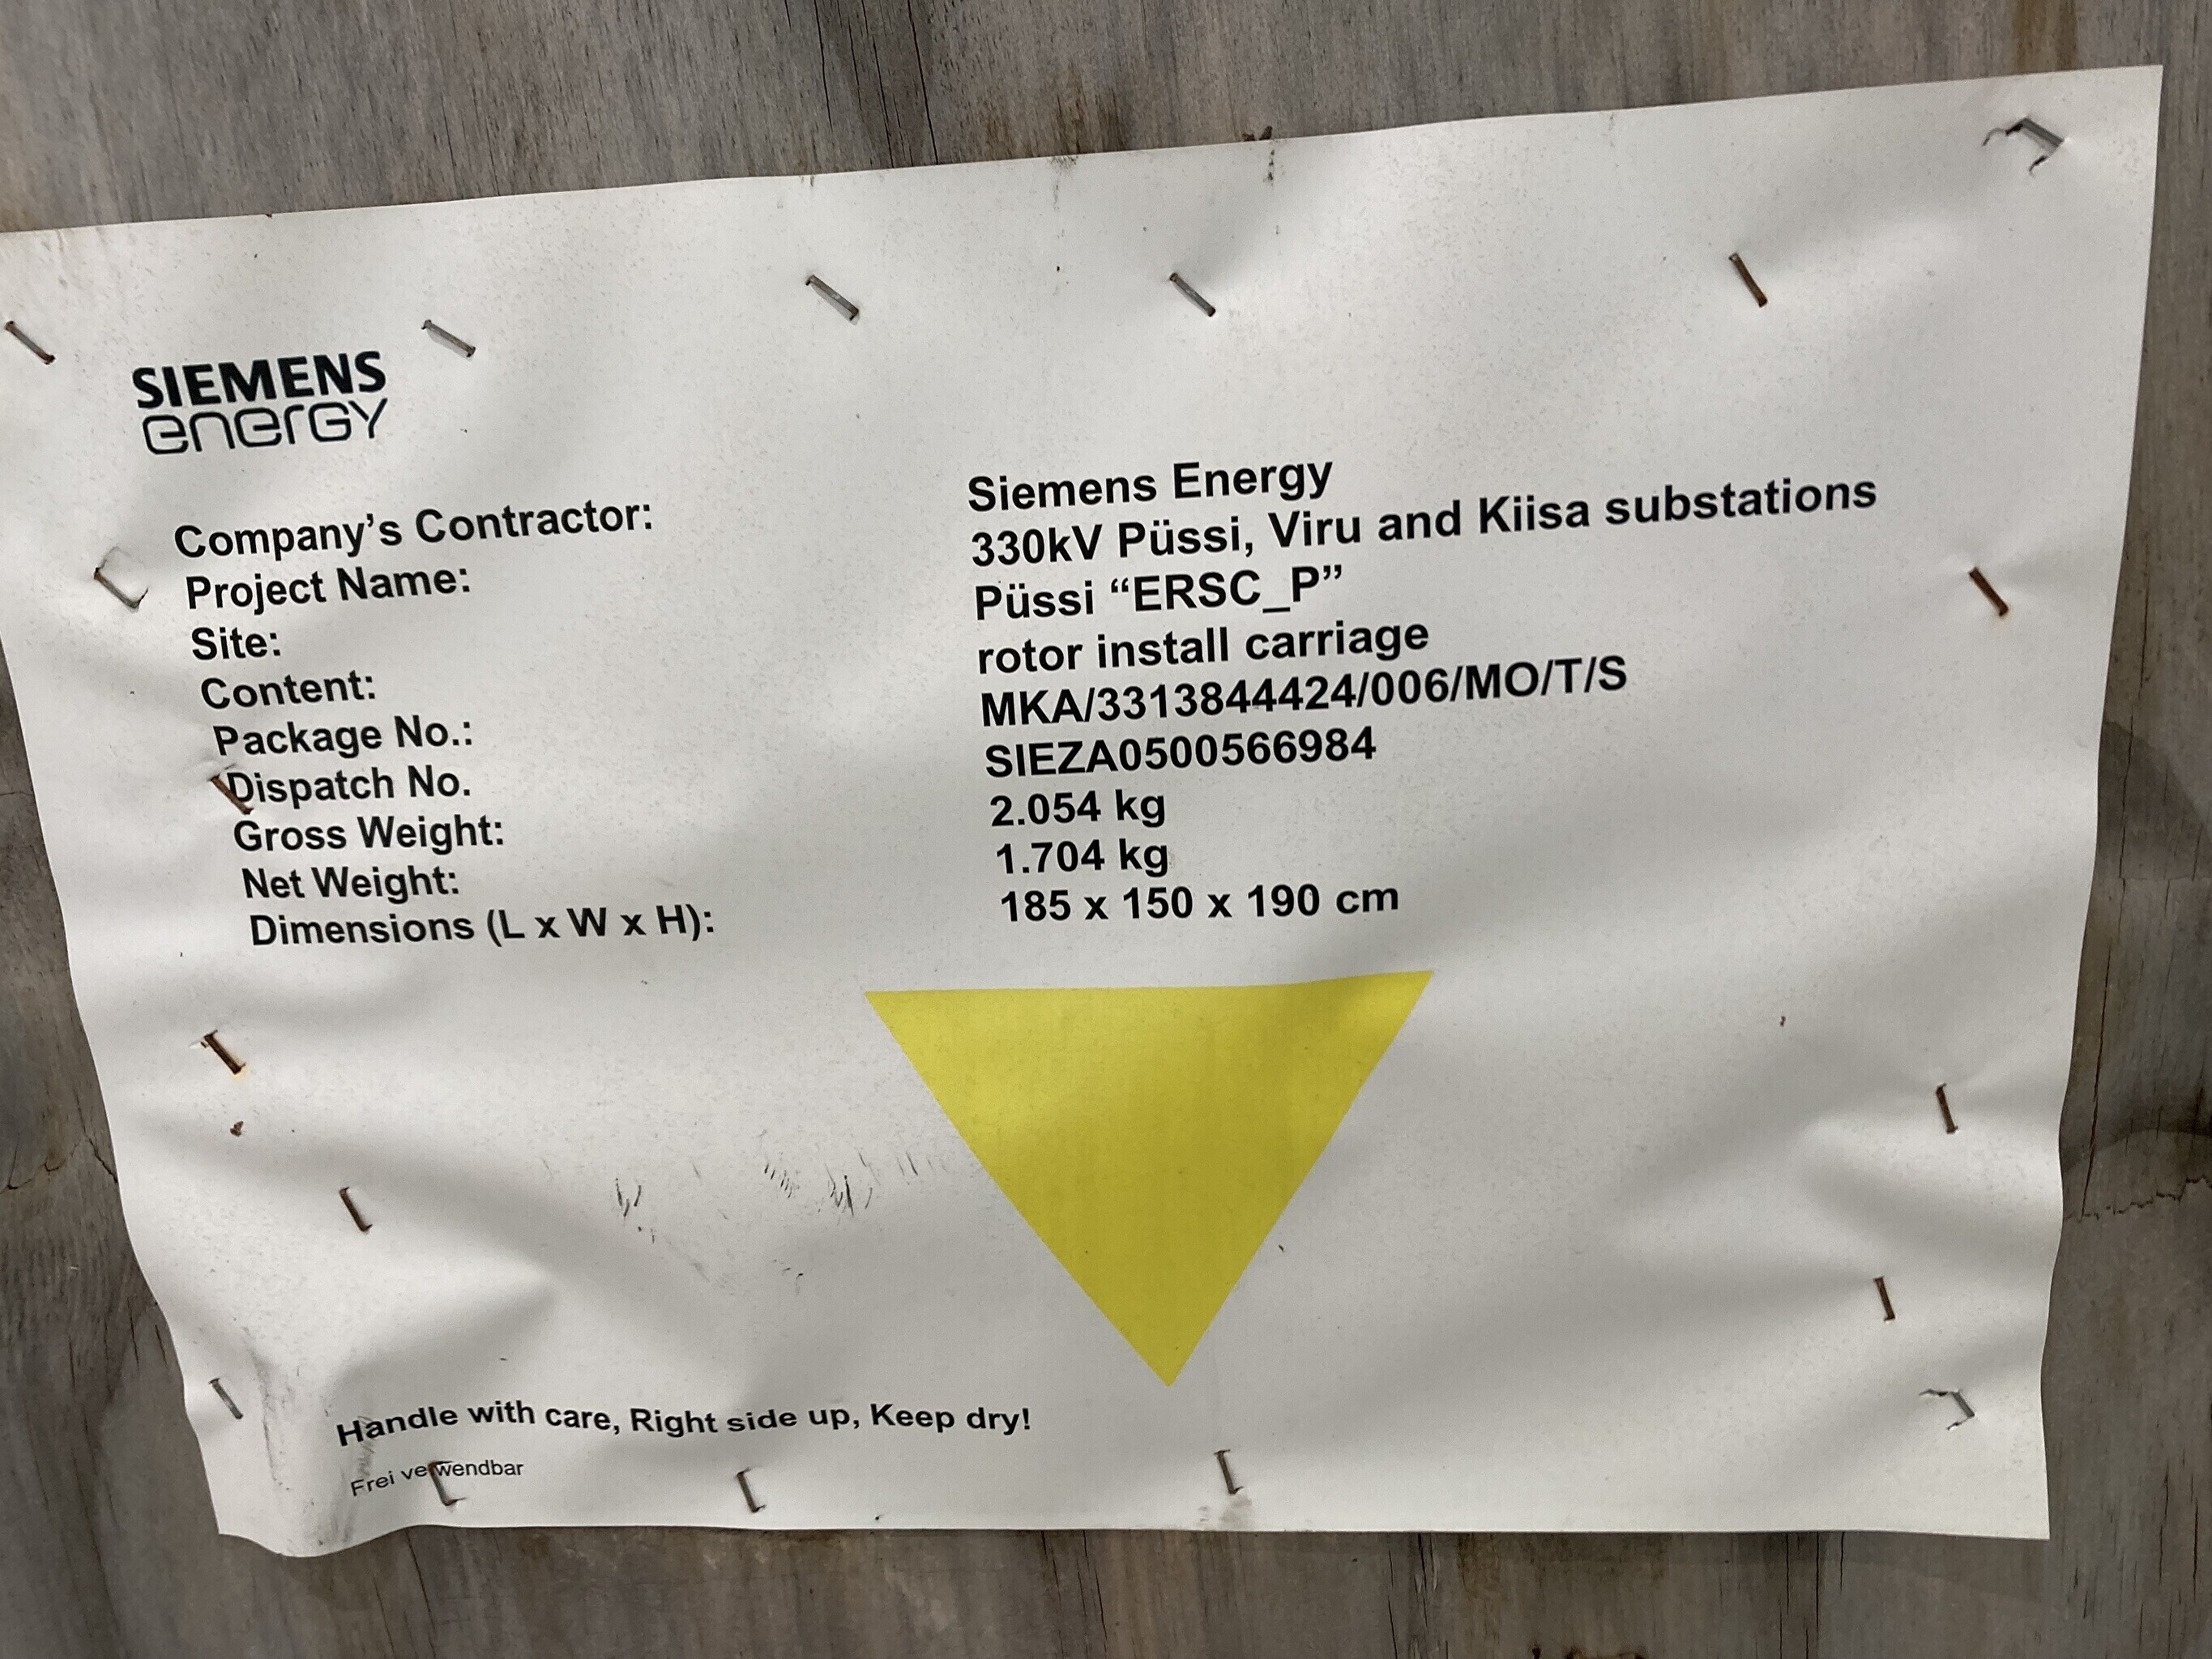 SIEMENS
energy
Company’s Contractor: Siemens Energy
Project Name: 330kV Püssi, Viru and Kiisa substations
Site: Püssi “ERSC_P”
Content: rotor install carriage
Package No.: MKA/3313844424/006/MO/T/S
Dispatch No. SIEZA0500566984
Gross Weight: 2.054 kg
Net Weight: 1.704 kg
Dimensions (L x W x H): 185 x 150 x 190 cm
Handle with care, Right side up, Keep dry!
Frei verwendbar